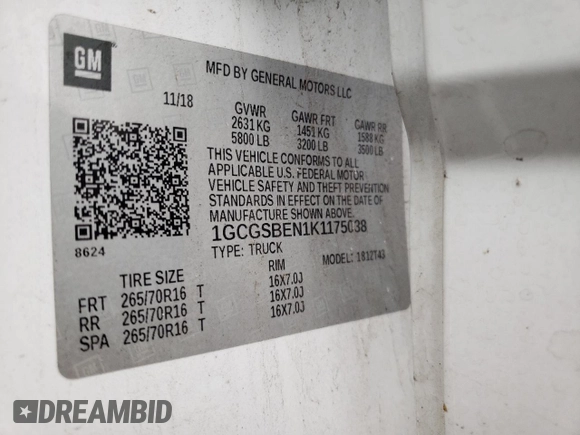 GM
MFD BY GENERAL MOTORS LLC
11/18
GVWR GAWR FRT GAWR RR
2631 KG 1451 KG 1588 KG
5800 LB 3200 LB 3500 LB
THIS VEHICLE CONFORMS TO ALL
APPLICABLE U.S. FEDERAL MOTOR
VEHICLE SAFETY AND THEFT PREVENTION
STANDARDS IN EFFECT ON THE DATE OF
MANUFACTURE SHOWN ABOVE.
8624
1GCGSBEN1K1175038
TYPE: TRUCK MODEL: 1812T43
TIRE SIZE RIM
FRT 265/70R16 T 16X7.0J
RR 265/70R16 T 16X7.0J
SPA 265/70R16 T 16X7.0J
DREAMBID